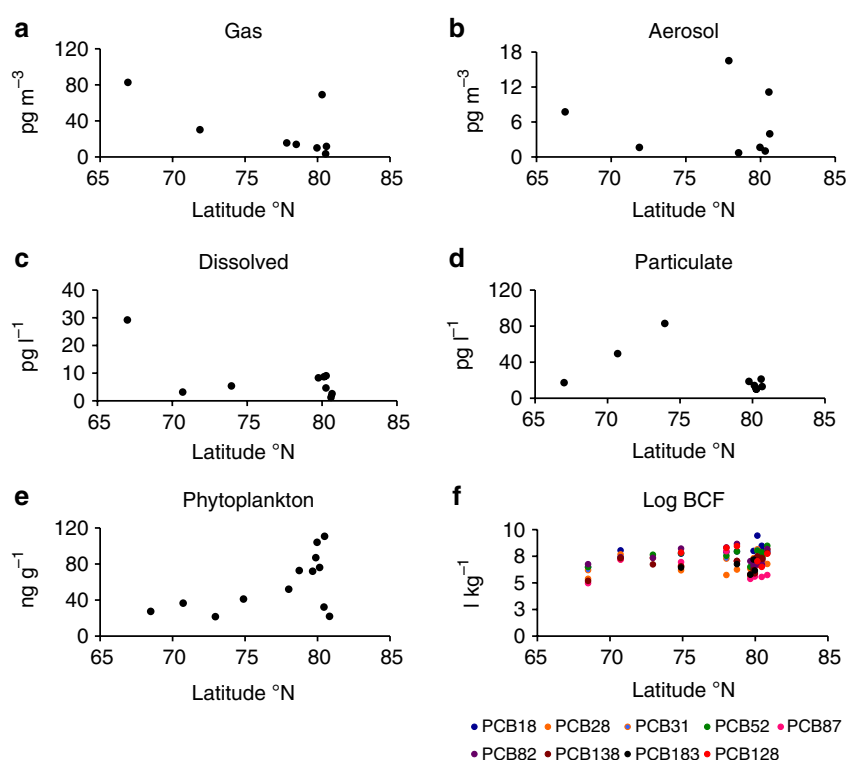 a Gas
120
80
40
0
pg m⁻³
65 70 75 80 85
Latitude °N
b Aerosol
18
12
6
0
pg m⁻³
65 70 75 80 85
Latitude °N
c Dissolved
40
30
20
10
0
pg l⁻¹
65 70 75 80 85
Latitude °N
d Particulate
120
80
40
0
pg l⁻¹
65 70 75 80 85
Latitude °N
e Phytoplankton
120
80
40
0
ng g⁻¹
65 70 75 80 85
Latitude °N
f Log BCF
10
8
5
3
0
l kg⁻¹
65 70 75 80 85
Latitude °N
PCB18 PCB28 PCB31 PCB52 PCB87
PCB82 PCB138 PCB183 PCB128